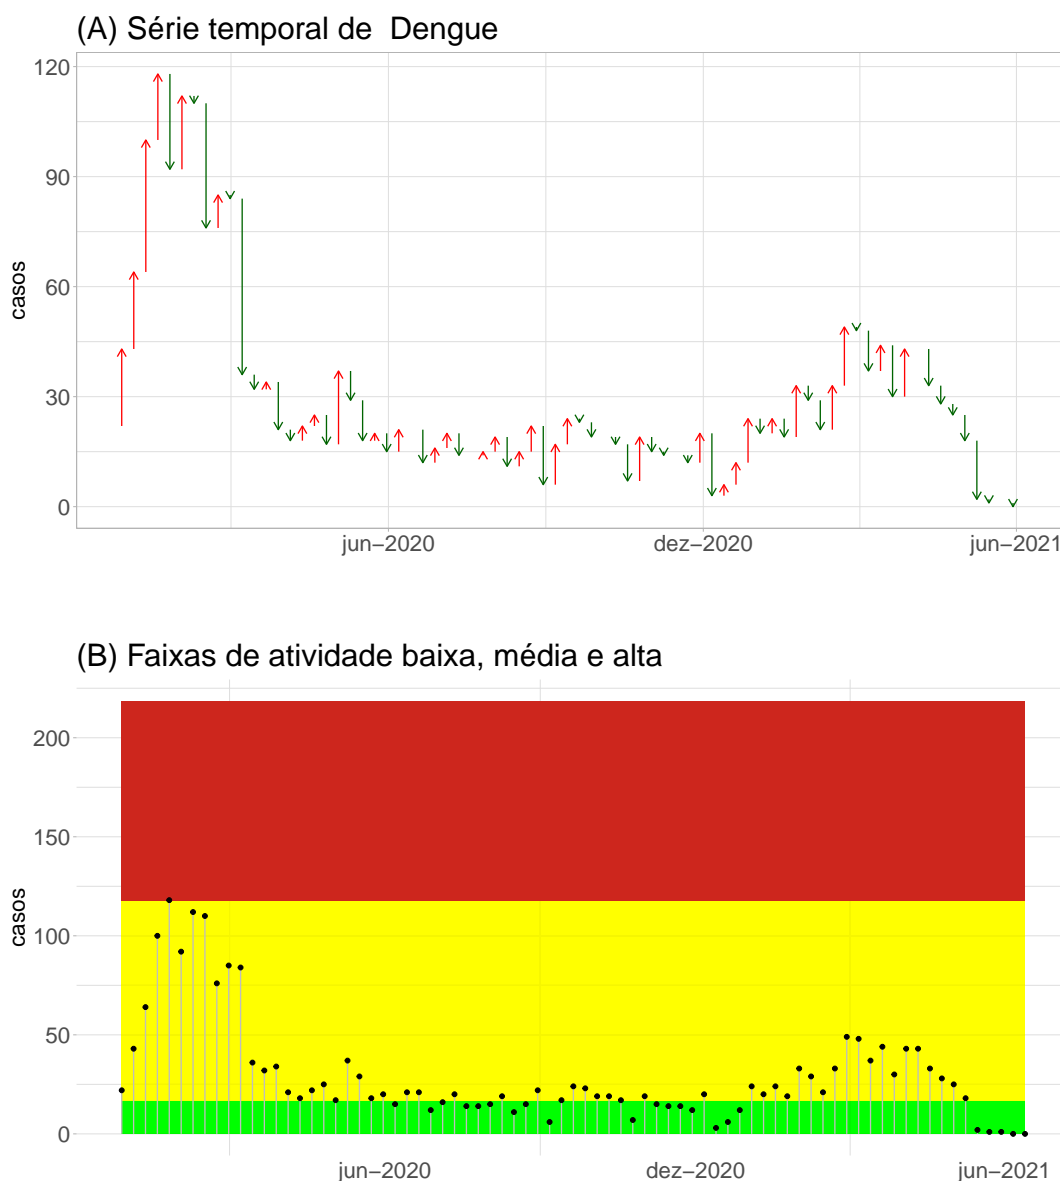 (A) Série temporal de  Dengue
120
90
60
30
0
casos
jun−2020
dez−2020
jun−2021
(B) Faixas de atividade baixa, média e alta
200
150
100
50
0
casos
jun−2020
dez−2020
jun−2021